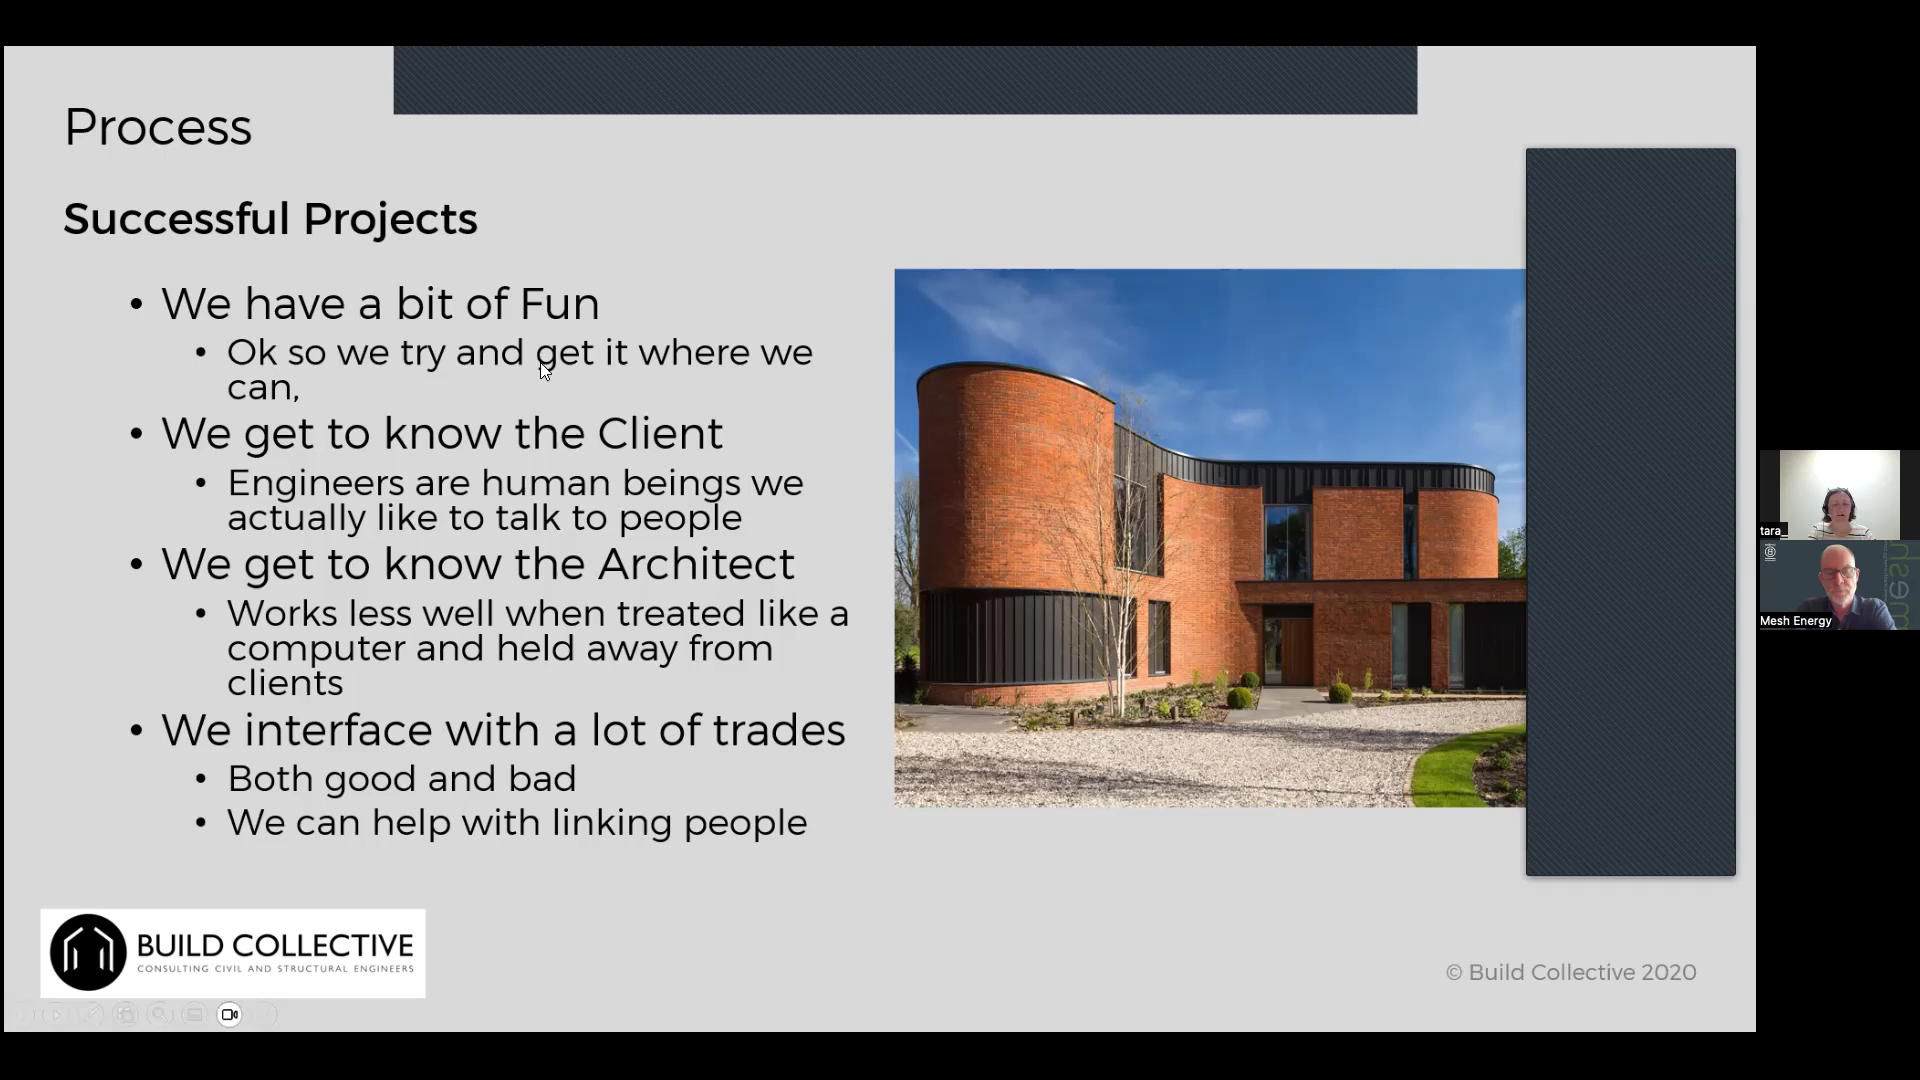 Process
Successful Projects
• We have a bit of Fun
• Ok so we try and get it where we
can,
• We get to know the Client
• Engineers are human beings we
actually like to talk to people
• We get to know the Architect
• Works less well when treated like a
computer and held away from
clients
• We interface with a lot of trades
• Both good and bad
• We can help with linking people
BUILD COLLECTIVE
CONSULTING CIVIL AND STRUCTURAL ENGINEERS
© Build Collective 2020
tara
mesh
Mesh Energy